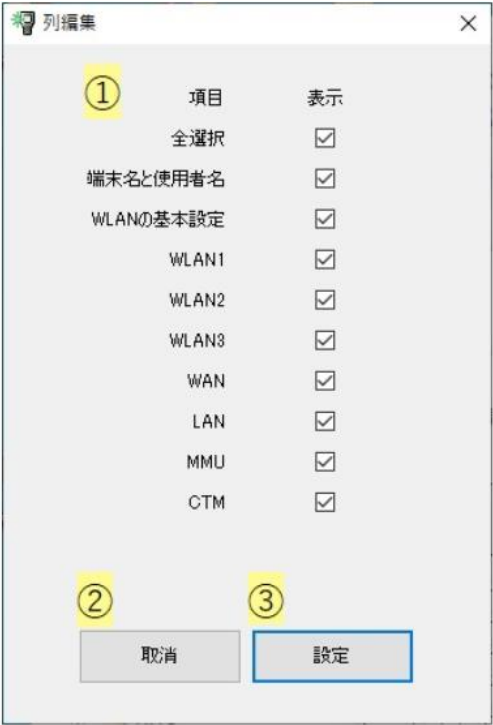 列編集
① 項目 表示
全選択
端末名と使用者名
WLANの基本設定
WLAN1
WLAN2
WLAN3
WAN
LAN
MMU
CTM
② ③
取消 設定